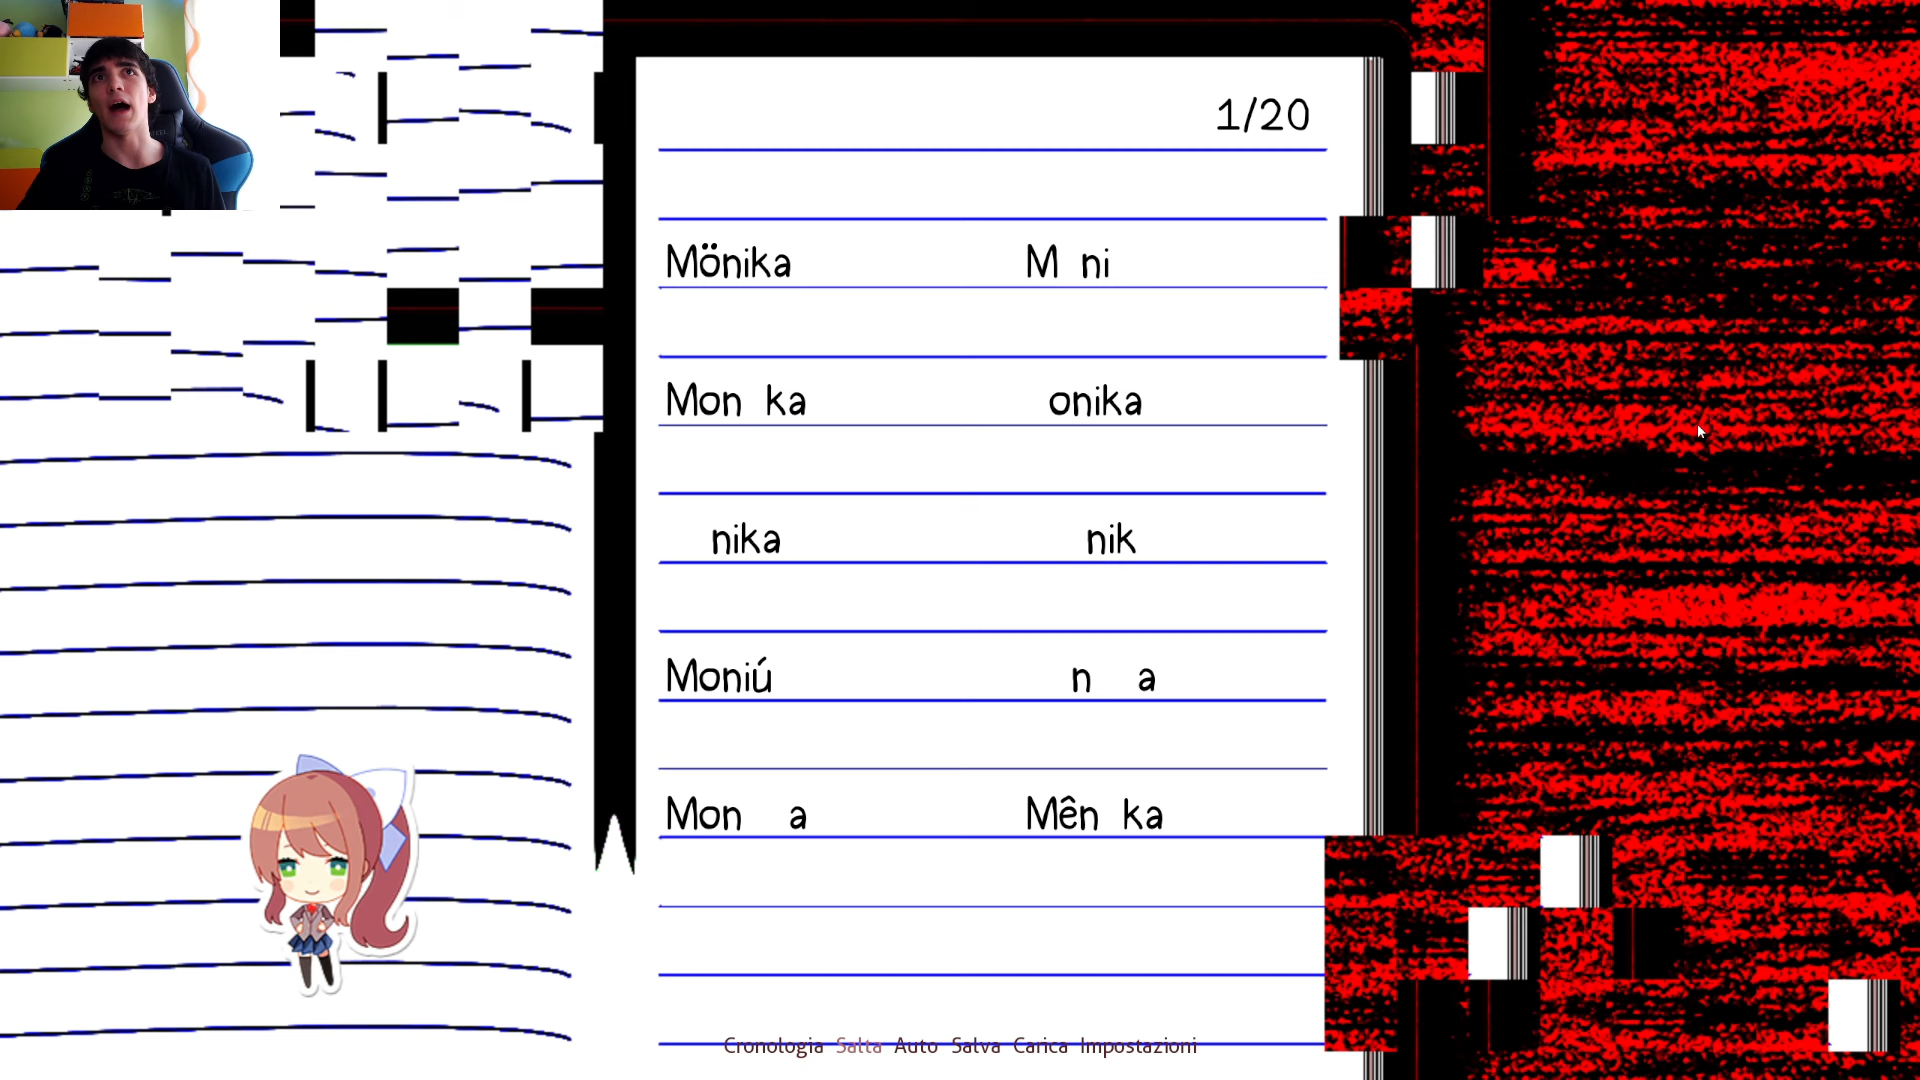 1/20
Mönika M ni
Mon ka onika
nika nik
Moniú n a
Mon a Mên ka
Cronologia Salta Auto Salva Carica Impostazioni